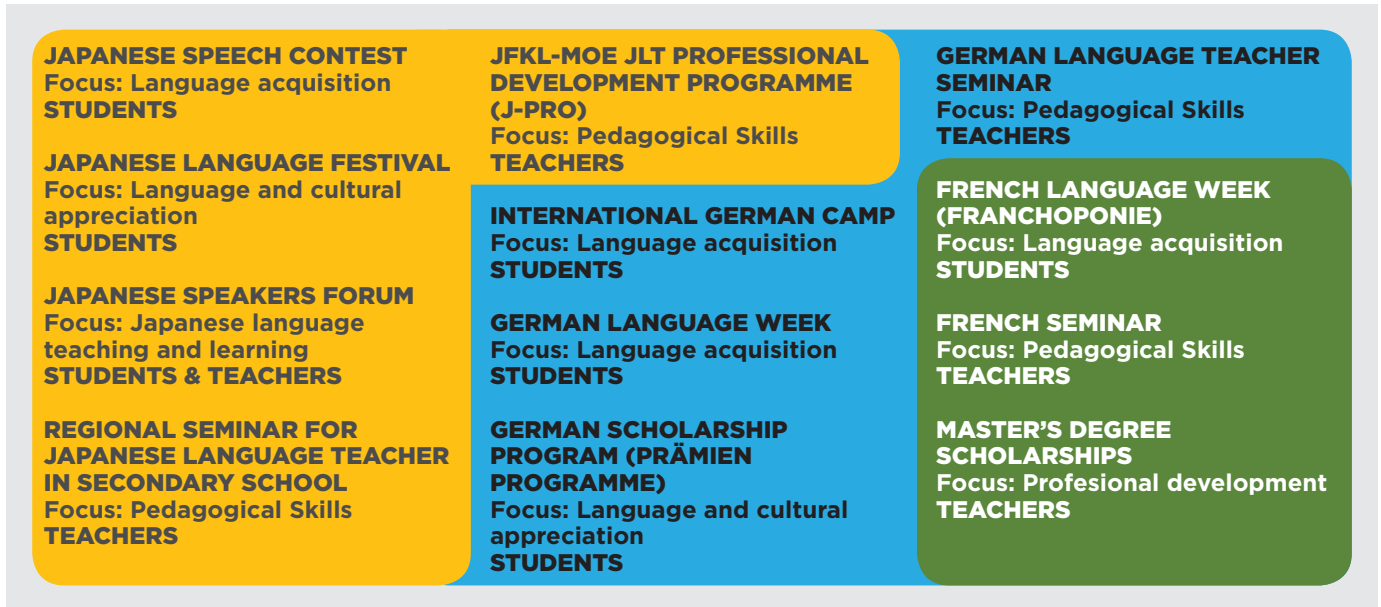 JAPANESE SPEECH CONTEST
Focus: Language acquisition
STUDENTS
JAPANESE LANGUAGE FESTIVAL
Focus: Language and cultural
appreciation
STUDENTS
JAPANESE SPEAKERS FORUM
Focus: Japanese language
teaching and learning
STUDENTS & TEACHERS
REGIONAL SEMINAR FOR
JAPANESE LANGUAGE TEACHER
IN SECONDARY SCHOOL
Focus: Pedagogical Skills
TEACHERS
JFKL-MOE JLT PROFESSIONAL
DEVELOPMENT PROGRAMME
(J-PRO)
Focus: Pedagogical Skills
TEACHERS
INTERNATIONAL GERMAN CAMP
Focus: Language acquisition
STUDENTS
GERMAN LANGUAGE WEEK
Focus: Language acquisition
STUDENTS
GERMAN SCHOLARSHIP
PROGRAM (PRÄMIEN
PROGRAMME)
Focus: Language and cultural
appreciation
STUDENTS
GERMAN LANGUAGE TEACHER
SEMINAR
Focus: Pedagogical Skills
TEACHERS
FRENCH LANGUAGE WEEK
(FRANCHOPONIE)
Focus: Language acquisition
STUDENTS
FRENCH SEMINAR
Focus: Pedagogical Skills
TEACHERS
MASTER'S DEGREE
SCHOLARSHIPS
Focus: Profesional development
TEACHERS